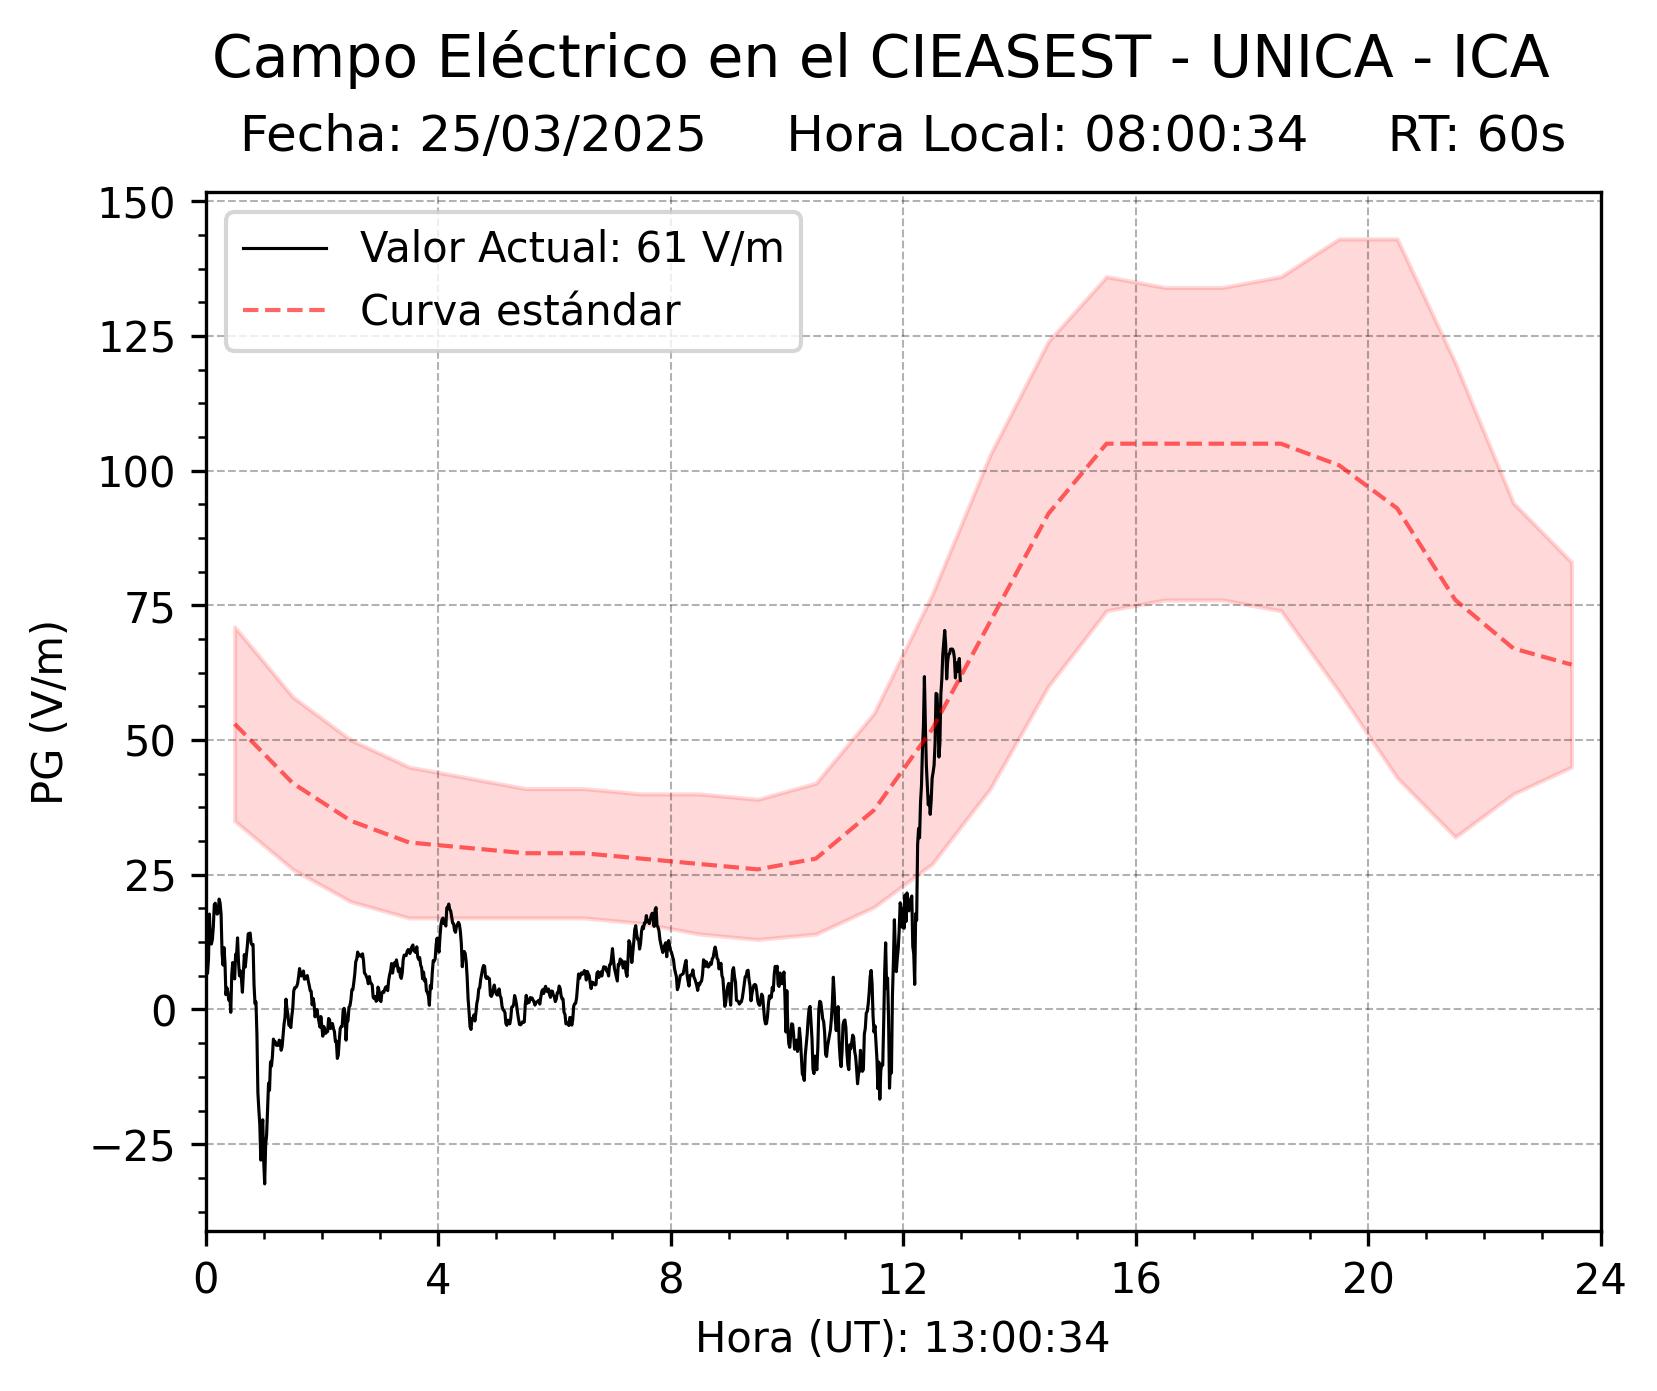 Campo Eléctrico en el CIEASEST - UNICA - ICA
Fecha: 25/03/2025 Hora Local: 08:00:34 RT: 60s
Valor Actual: 61 V/m
Curva estándar
PG (V/m)
150
125
100
75
50
25
0
−25
0 4 8 12 16 20 24
Hora (UT): 13:00:34